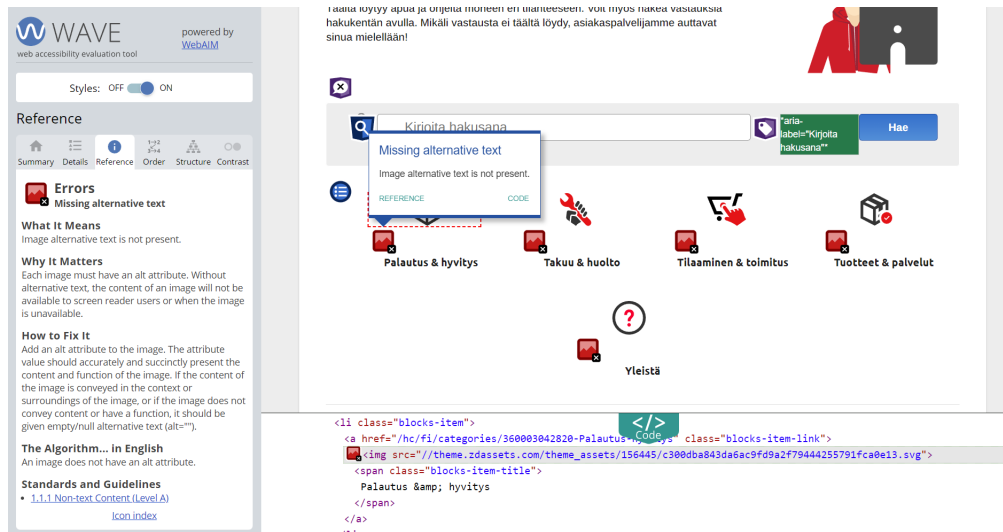 WAVE
web accessibility evaluation tool
powered by
WebAIM
Styles: OFF ON
Reference
Summary Details Reference Order Structure Contrast
Errors
Missing alternative text
What It Means
Image alternative text is not present.
Why It Matters
Each image must have an alt attribute. Without
alternative text, the content of an image will not be
available to screen reader users or when the image
is unavailable.
How to Fix It
Add an alt attribute to the image. The attribute
value should accurately and succinctly present the
content and function of the image. If the content of
the image is conveyed in the context or
surroundings of the image, or if the image does not
convey content or have a function, it should be
given empty/null alternative text (alt="").
The Algorithm... in English
An image does not have an alt attribute.
Standards and Guidelines
• 1.1.1 Non-text Content (Level A)
Icon index
Täältä löytyy apua ja ohjeita moneen eri tilanteeseen. Voit myös hakea vastauksia
hakukentän avulla. Mikäli vastausta ei täältä löydy, asiakaspalvelijamme auttavat
sinua mielellään!
Kirjoita hakusana
*aria-
label="Kirjoita
hakusana"*
Hae
Missing alternative text
Image alternative text is not present.
REFERENCE CODE
Palautus & hyvitys
Takuu & huolto
Tilaaminen & toimitus
Tuotteet & palvelut
Yleistä
</>
Code
<li class="blocks-item">
<a href="/hc/fi/categories/360003042820-Palautus-hyvitys" class="blocks-item-link">
<img src="//theme.zdassets.com/theme_assets/156445/c300dba843da6ac9fd9a2f79444255791fca0e13.svg">
<span class="blocks-item-title">
Palautus &amp; hyvitys
</span>
</a>